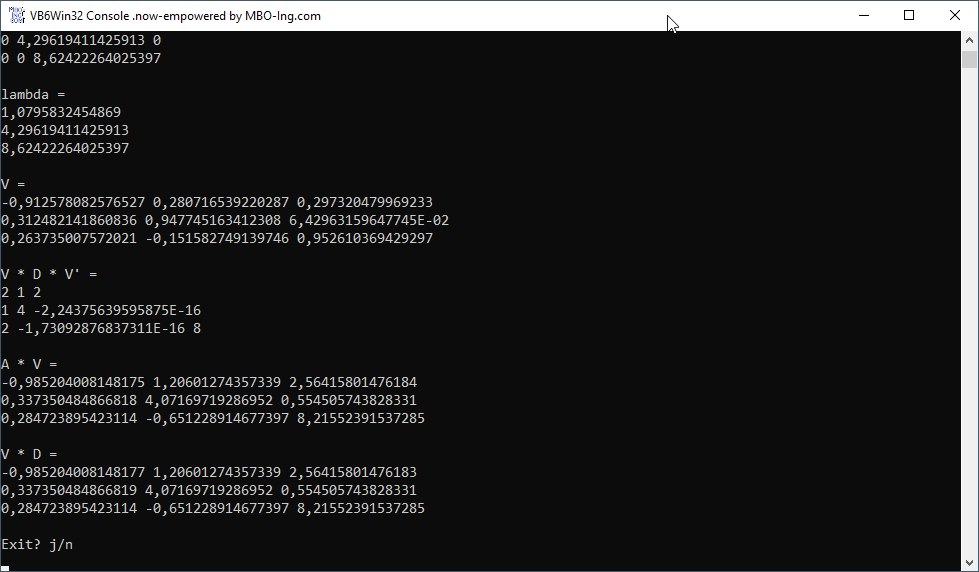 VB6Win32 Console .now-empowered by MBO-Ing.com
0 4,29619411425913 0
0 0 8,62422264025397
lambda =
1,0795832454869
4,29619411425913
8,62422264025397
V =
-0,912578082576527 0,280716539220287 0,297320479969233
0,312482141860836 0,947745163412308 6,42963159647745E-02
0,263735007572021 -0,151582749139746 0,952610369429297
V * D * V' =
2 1 2
1 4 -2,24375639595875E-16
2 -1,73092876837311E-16 8
A * V =
-0,985204008148175 1,20601274357339 2,56415801476184
0,337350484866818 4,07169719286952 0,554505743828331
0,284723895423114 -0,651228914677397 8,21552391537285
V * D =
-0,985204008148177 1,20601274357339 2,56415801476183
0,337350484866819 4,07169719286952 0,554505743828331
0,284723895423114 -0,651228914677397 8,21552391537285
Exit? j/n